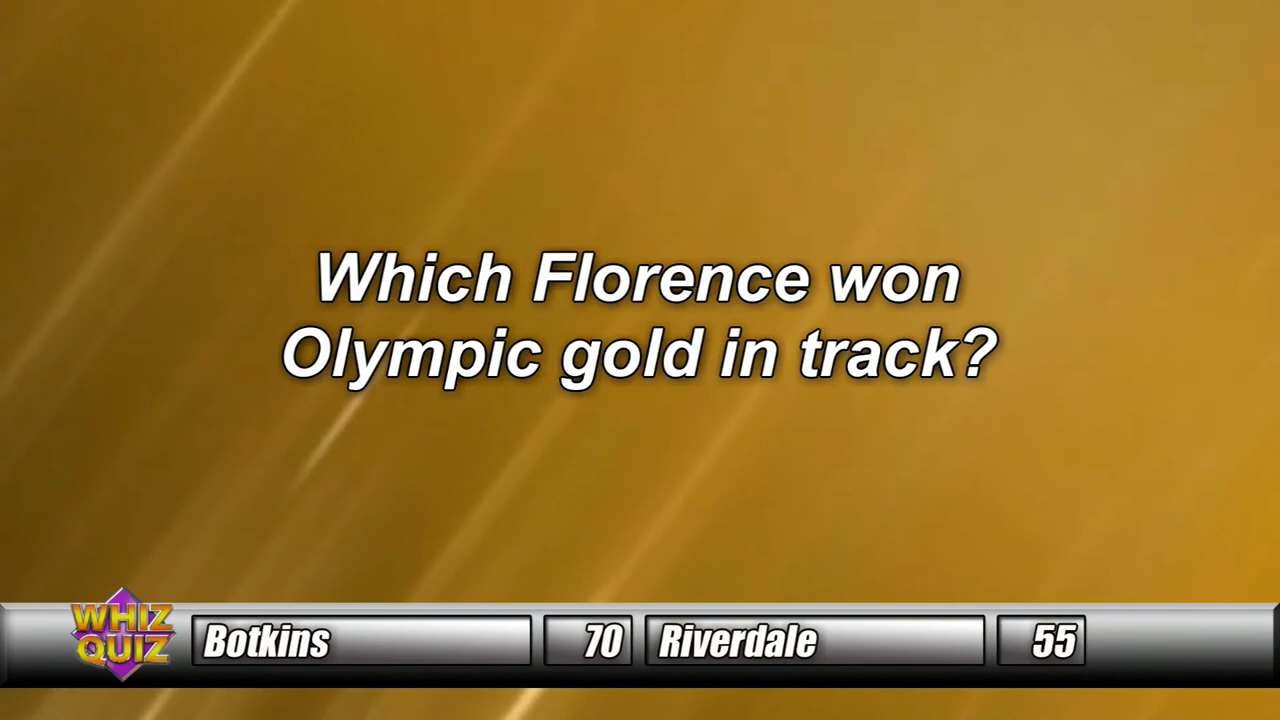 Which Florence won
Olympic gold in track?
WHIZ
QUIZ
Botkins 70 Riverdale 55